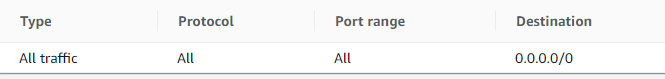 Type Protocol Port range Destination
All traffic All All 0.0.0.0/0